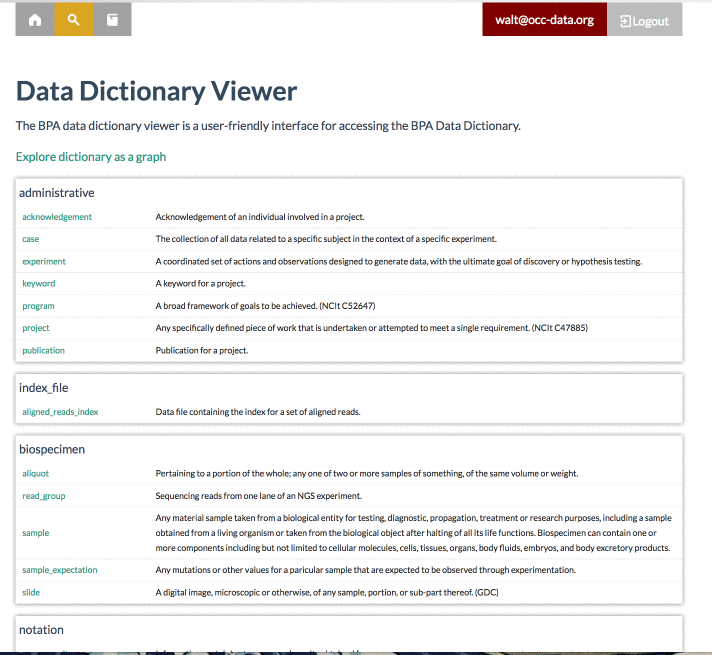 walt@occ-data.org
Logout
Data Dictionary Viewer
The BPA data dictionary viewer is a user-friendly interface for accessing the BPA Data Dictionary.
Explore dictionary as a graph
administrative
acknowledgement Acknowledgement of an individual involved in a project.
case The collection of all data related to a specific subject in the context of a specific experiment.
experiment A coordinated set of actions and observations designed to generate data, with the ultimate goal of discovery or hypothesis testing.
keyword A keyword for a project.
program A broad framework of goals to be achieved. (NCIt C52647)
project Any specifically defined piece of work that is undertaken or attempted to meet a single requirement. (NCIt C47885)
publication Publication for a project.
index_file
aligned_reads_index Data file containing the index for a set of aligned reads.
biospecimen
aliquot Pertaining to a portion of the whole; any one of two or more samples of something, of the same volume or weight.
read_group Sequencing reads from one lane of an NGS experiment.
sample Any material sample taken from a biological entity for testing, diagnostic, propagation, treatment or research purposes, including a sample
obtained from a living organism or taken from the biological object after halting of all its life functions. Biospecimen can contain one or
more components including but not limited to cellular molecules, cells, tissues, organs, body fluids, embryos, and body excretory products.
sample_expectation Any mutations or other values for a paricular sample that are expected to be observed through experimentation.
slide A digital image, microscopic or otherwise, of any sample, portion, or sub-part thereof. (GDC)
notation